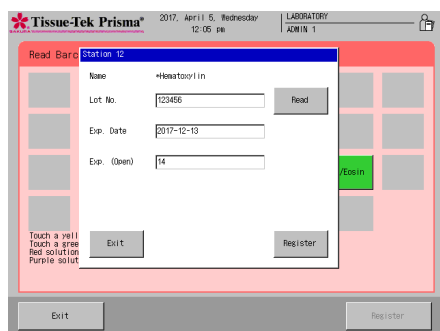 Tissue-Tek Prisma®
2017, April 5, Wednesday
12:05 pm
LABORATORY
ADMIN 1
Read Barc
Station 12
Name *Hematoxylin
Lot No. 123456 Read
Exp. Date 2017-12-13
Exp. (Open) 14
/Eosin
Touch a yell
Touch a gree
Red solution
Purple solut
Exit Register
Exit Register